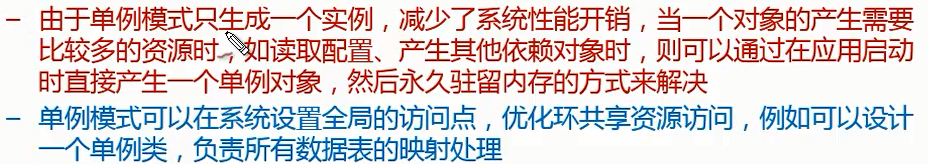 – 由于单例模式只生成一个实例，减少了系统性能开销，当一个对象的产生需要
比较多的资源时，如读取配置、产生其他依赖对象时，则可以通过在应用启动
时直接产生一个单例对象，然后永久驻留内存的方式来解决
– 单例模式可以在系统设置全局的访问点，优化环共享资源访问，例如可以设计
一个单例类，负责所有数据表的映射处理